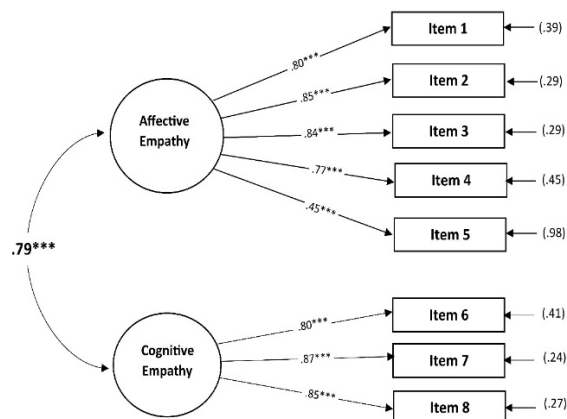 .80*** Item 1 (.39)
.85*** Item 2 (.29)
Affective
Empathy
.84*** Item 3 (.29)
.77*** Item 4 (.45)
.45*** Item 5 (.98)
.79***
.80*** Item 6 (.41)
Cognitive
Empathy
.87*** Item 7 (.24)
.85*** Item 8 (.27)